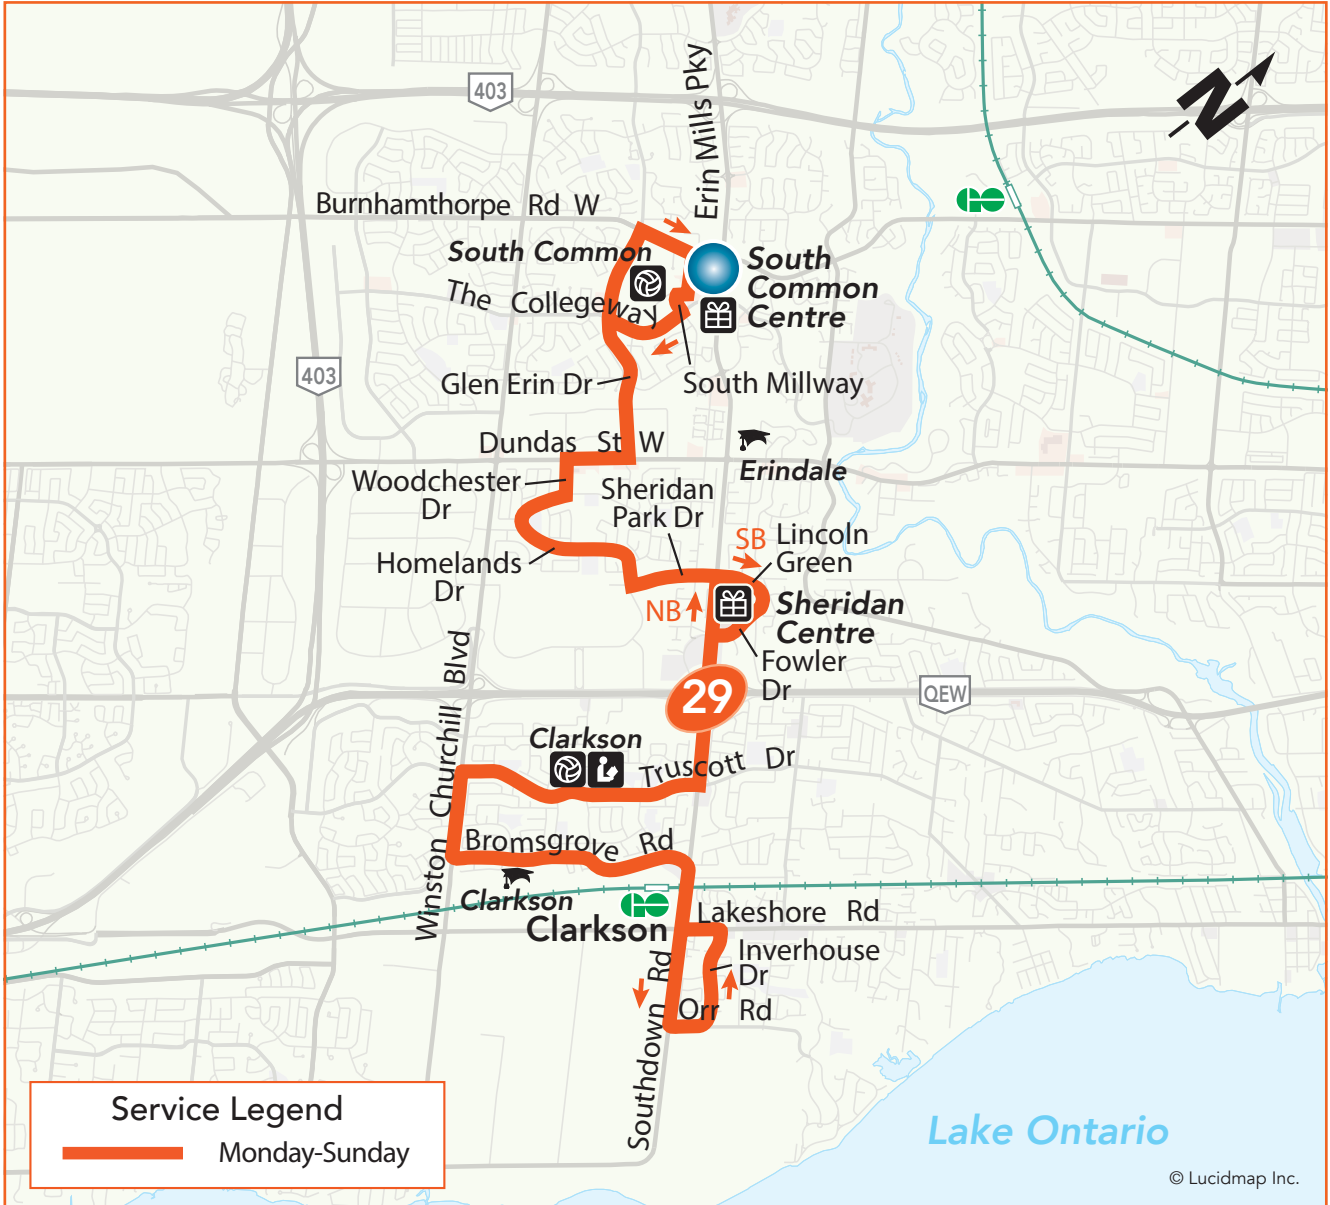 403
Erin Mills Pky
N
Burnhamthorpe Rd W
South Common
The Collegeway
South
Common
Centre
403
Glen Erin Dr
South Millway
Dundas St W
Erindale
Woodchester
Dr
Sheridan
Park Dr
SB
Lincoln
Green
Homelands
Dr
NB
Sheridan
Centre
Fowler
Dr
29
QEW
Winston Churchill Blvd
Clarkson
Truscott Dr
Bromsgrove Rd
Clarkson
GO
Clarkson
Lakeshore Rd
Inverhouse
Dr
Orr Rd
Southdown Rd
GO
Service Legend
Monday-Sunday
Lake Ontario
© Lucidmap Inc.